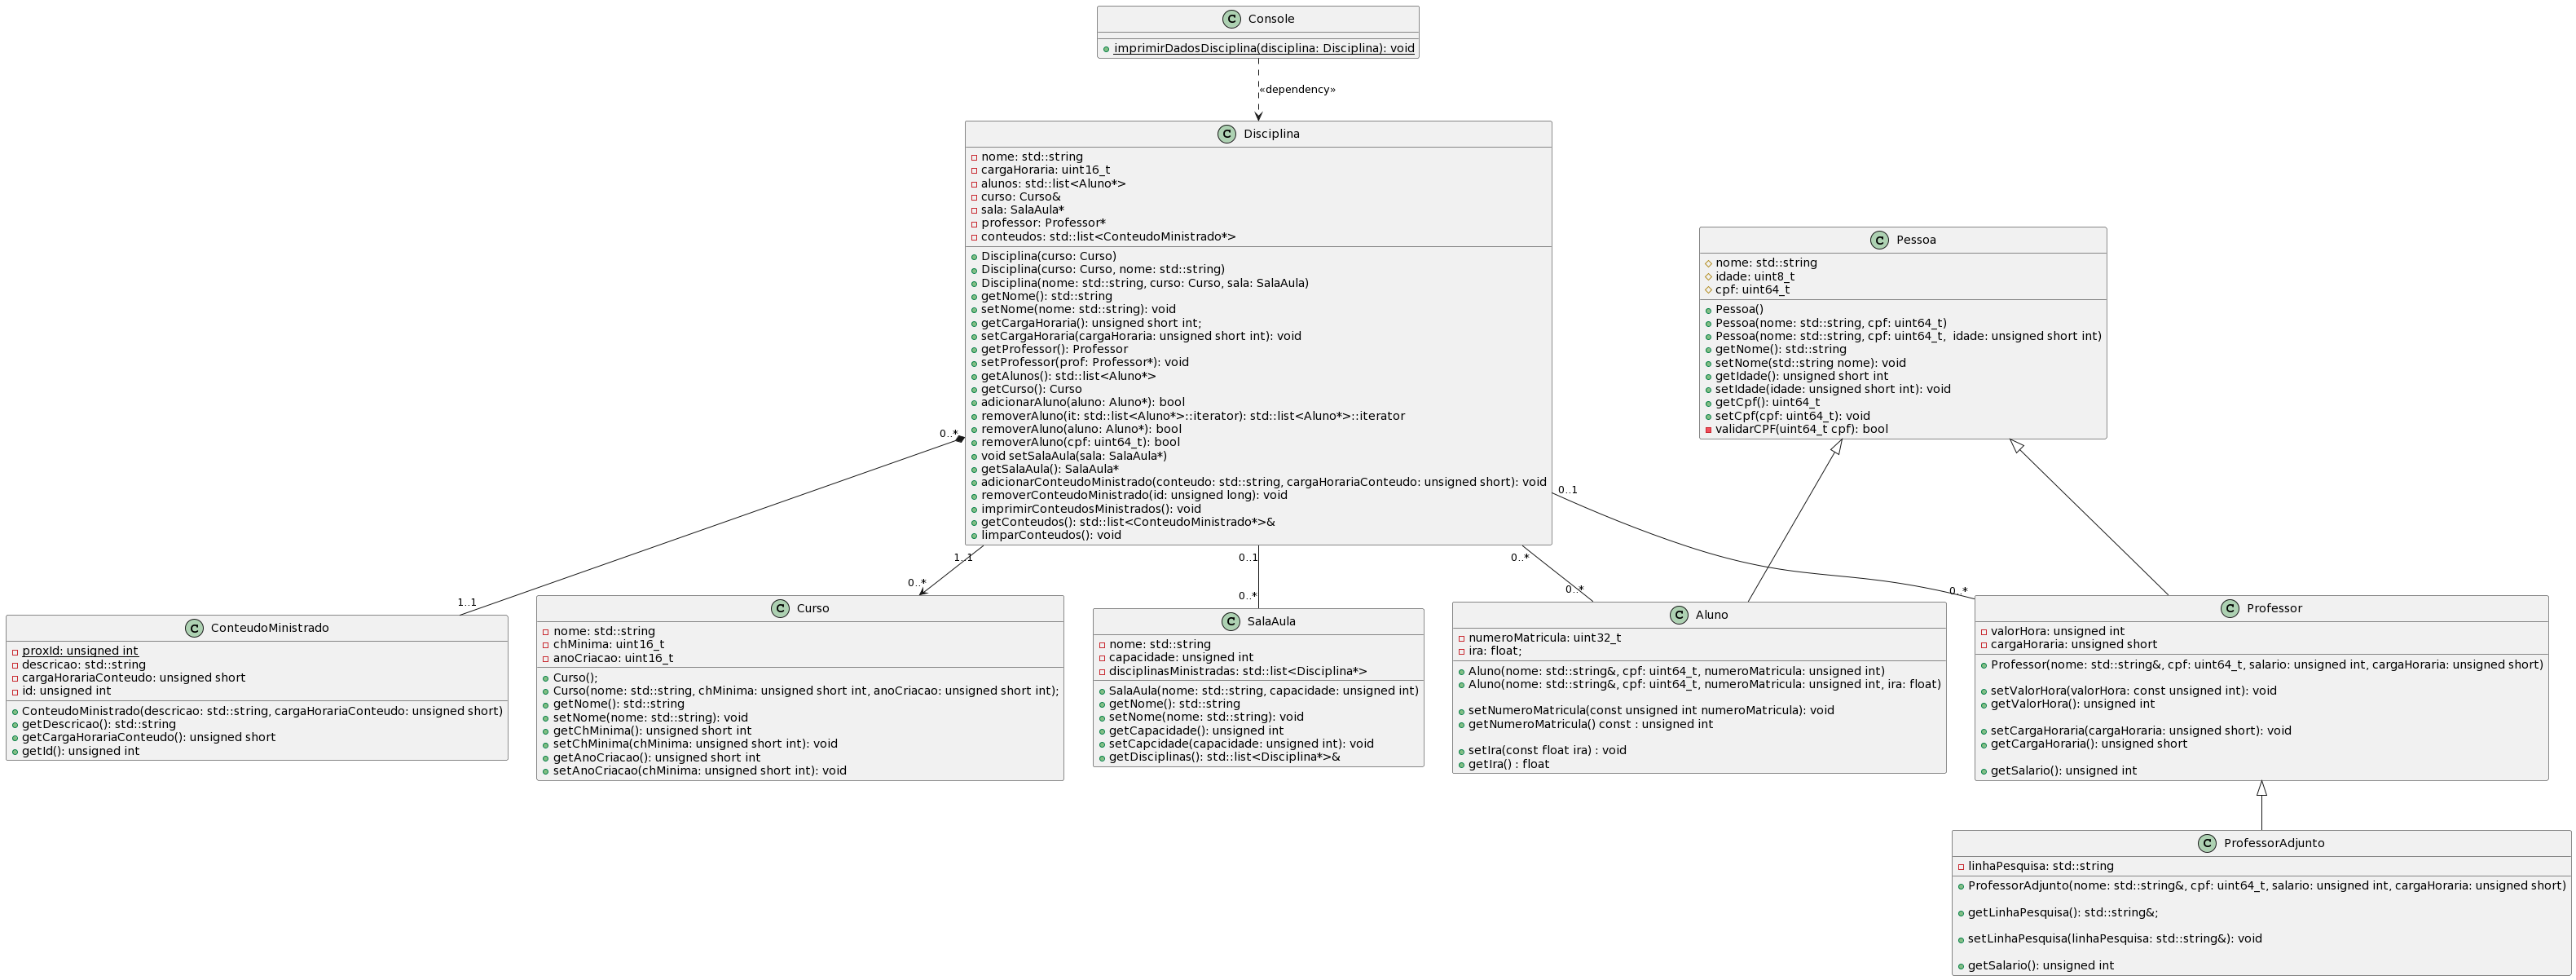 Console
imprimirDadosDisciplina(disciplina: Disciplina): void
«dependency»
Disciplina
nome: std::string
cargaHoraria: uint16_t
alunos: std::list<Aluno*>
curso: Curso&
sala: SalaAula*
professor: Professor*
conteudos: std::list<ConteudoMinistrado*>
Disciplina(curso: Curso)
Disciplina(curso: Curso, nome: std::string)
Disciplina(nome: std::string, curso: Curso, sala: SalaAula)
getNome(): std::string
setNome(nome: std::string): void
getCargaHoraria(): unsigned short int;
setCargaHoraria(cargaHoraria: unsigned short int): void
getProfessor(): Professor
setProfessor(prof: Professor*): void
getAlunos(): std::list<Aluno*>
getCurso(): Curso
adicionarAluno(aluno: Aluno*): bool
removerAluno(it: std::list<Aluno*>::iterator): std::list<Aluno*>::iterator
removerAluno(aluno: Aluno*): bool
removerAluno(cpf: uint64_t): bool
void setSalaAula(sala: SalaAula*)
getSalaAula(): SalaAula*
adicionarConteudoMinistrado(conteudo: std::string, cargaHorariaConteudo: unsigned short): void
removerConteudoMinistrado(id: unsigned long): void
imprimirConteudosMinistrados(): void
getConteudos(): std::list<ConteudoMinistrado*>&
limparConteudos(): void
Pessoa
nome: std::string
idade: uint8_t
cpf: uint64_t
Pessoa()
Pessoa(nome: std::string, cpf: uint64_t)
Pessoa(nome: std::string, cpf: uint64_t,  idade: unsigned short int)
getNome(): std::string
setNome(std::string nome): void
getIdade(): unsigned short int
setIdade(idade: unsigned short int): void
getCpf(): uint64_t
setCpf(cpf: uint64_t): void
validarCPF(uint64_t cpf): bool
0..*
1..1
1..1
0..*
0..1
0..*
0..*
0..*
0..1
0..*
ConteudoMinistrado
proxId: unsigned int
descricao: std::string
cargaHorariaConteudo: unsigned short
id: unsigned int
ConteudoMinistrado(descricao: std::string, cargaHorariaConteudo: unsigned short)
getDescricao(): std::string
getCargaHorariaConteudo(): unsigned short
getId(): unsigned int
Curso
nome: std::string
chMinima: uint16_t
anoCriacao: uint16_t
Curso();
Curso(nome: std::string, chMinima: unsigned short int, anoCriacao: unsigned short int);
getNome(): std::string
setNome(nome: std::string): void
getChMinima(): unsigned short int
setChMinima(chMinima: unsigned short int): void
getAnoCriacao(): unsigned short int
setAnoCriacao(chMinima: unsigned short int): void
SalaAula
nome: std::string
capacidade: unsigned int
disciplinasMinistradas: std::list<Disciplina*>
SalaAula(nome: std::string, capacidade: unsigned int)
getNome(): std::string
setNome(nome: std::string): void
getCapacidade(): unsigned int
setCapcidade(capacidade: unsigned int): void
getDisciplinas(): std::list<Disciplina*>&
Aluno
numeroMatricula: uint32_t
ira: float;
Aluno(nome: std::string&, cpf: uint64_t, numeroMatricula: unsigned int)
Aluno(nome: std::string&, cpf: uint64_t, numeroMatricula: unsigned int, ira: float)
setNumeroMatricula(const unsigned int numeroMatricula): void
getNumeroMatricula() const : unsigned int
setIra(const float ira) : void
getIra() : float
Professor
valorHora: unsigned int
cargaHoraria: unsigned short
Professor(nome: std::string&, cpf: uint64_t, salario: unsigned int, cargaHoraria: unsigned short)
setValorHora(valorHora: const unsigned int): void
getValorHora(): unsigned int
setCargaHoraria(cargaHoraria: unsigned short): void
getCargaHoraria(): unsigned short
getSalario(): unsigned int
ProfessorAdjunto
linhaPesquisa: std::string
ProfessorAdjunto(nome: std::string&, cpf: uint64_t, salario: unsigned int, cargaHoraria: unsigned short)
getLinhaPesquisa(): std::string&;
setLinhaPesquisa(linhaPesquisa: std::string&): void
getSalario(): unsigned int